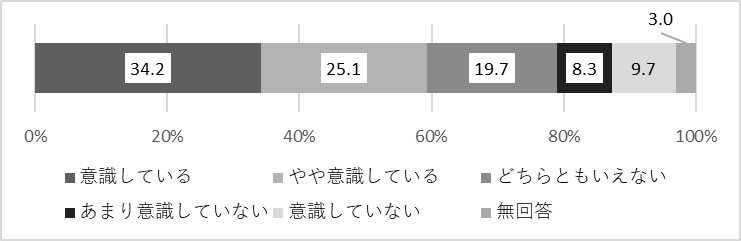 3.0
34.2 25.1 19.7 8.3 9.7
0% 20% 40% 60% 80% 100%
意識している やや意識している どちらともいえない
あまり意識していない 意識していない 無回答